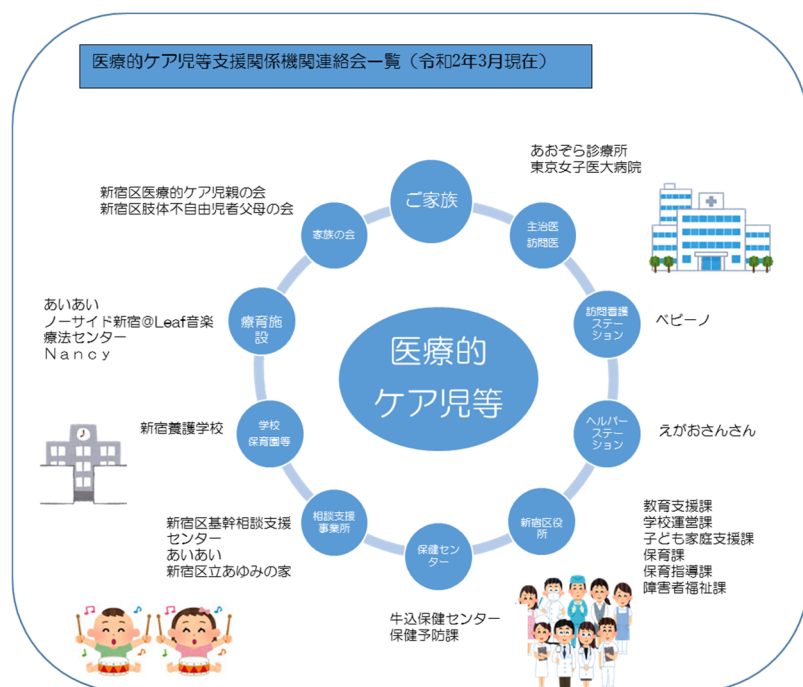 医療的ケア児等支援関係機関連絡会一覧（令和2年3月現在）
ご家族
あおぞら診療所
東京女子医大病院
主治医
訪問医
訪問看護
ステー
ション
ベビーノ
ヘルパー
ステー
ション
えがおさんさん
新宿区役
所
教育支援課
学校運営課
子ども家庭支援課
保育課
保育指導課
障害者福祉課
保健セン
ター
牛込保健センター
保健予防課
相談支援
事業所
新宿区基幹相談支援
センター
あいあい
新宿区立あゆみの家
学校
保育園等
新宿養護学校
療育施
設
あいあい
ノーサイド新宿@Leaf音楽
療法センター
Ｎａｎｃｙ
家族の会
新宿区医療的ケア児親の会
新宿区肢体不自由児者父母の会
医療的
ケア児等